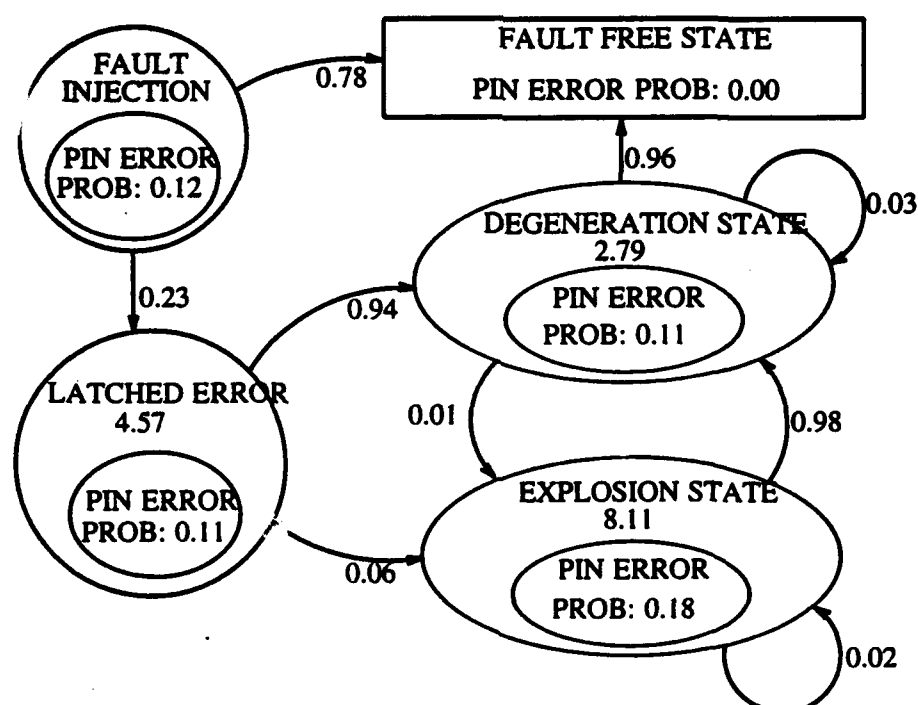 FAULT
INJECTION
PIN ERROR
PROB: 0.12
0.78
FAULT FREE STATE
PIN ERROR PROB: 0.00
0.96
0.03
DEGENERATION STATE
2.79
PIN ERROR
PROB: 0.11
0.23
0.94
LATCHED ERROR
4.57
PIN ERROR
PROB: 0.11
0.01
0.98
EXPLOSION STATE
8.11
PIN ERROR
PROB: 0.18
0.06
0.02